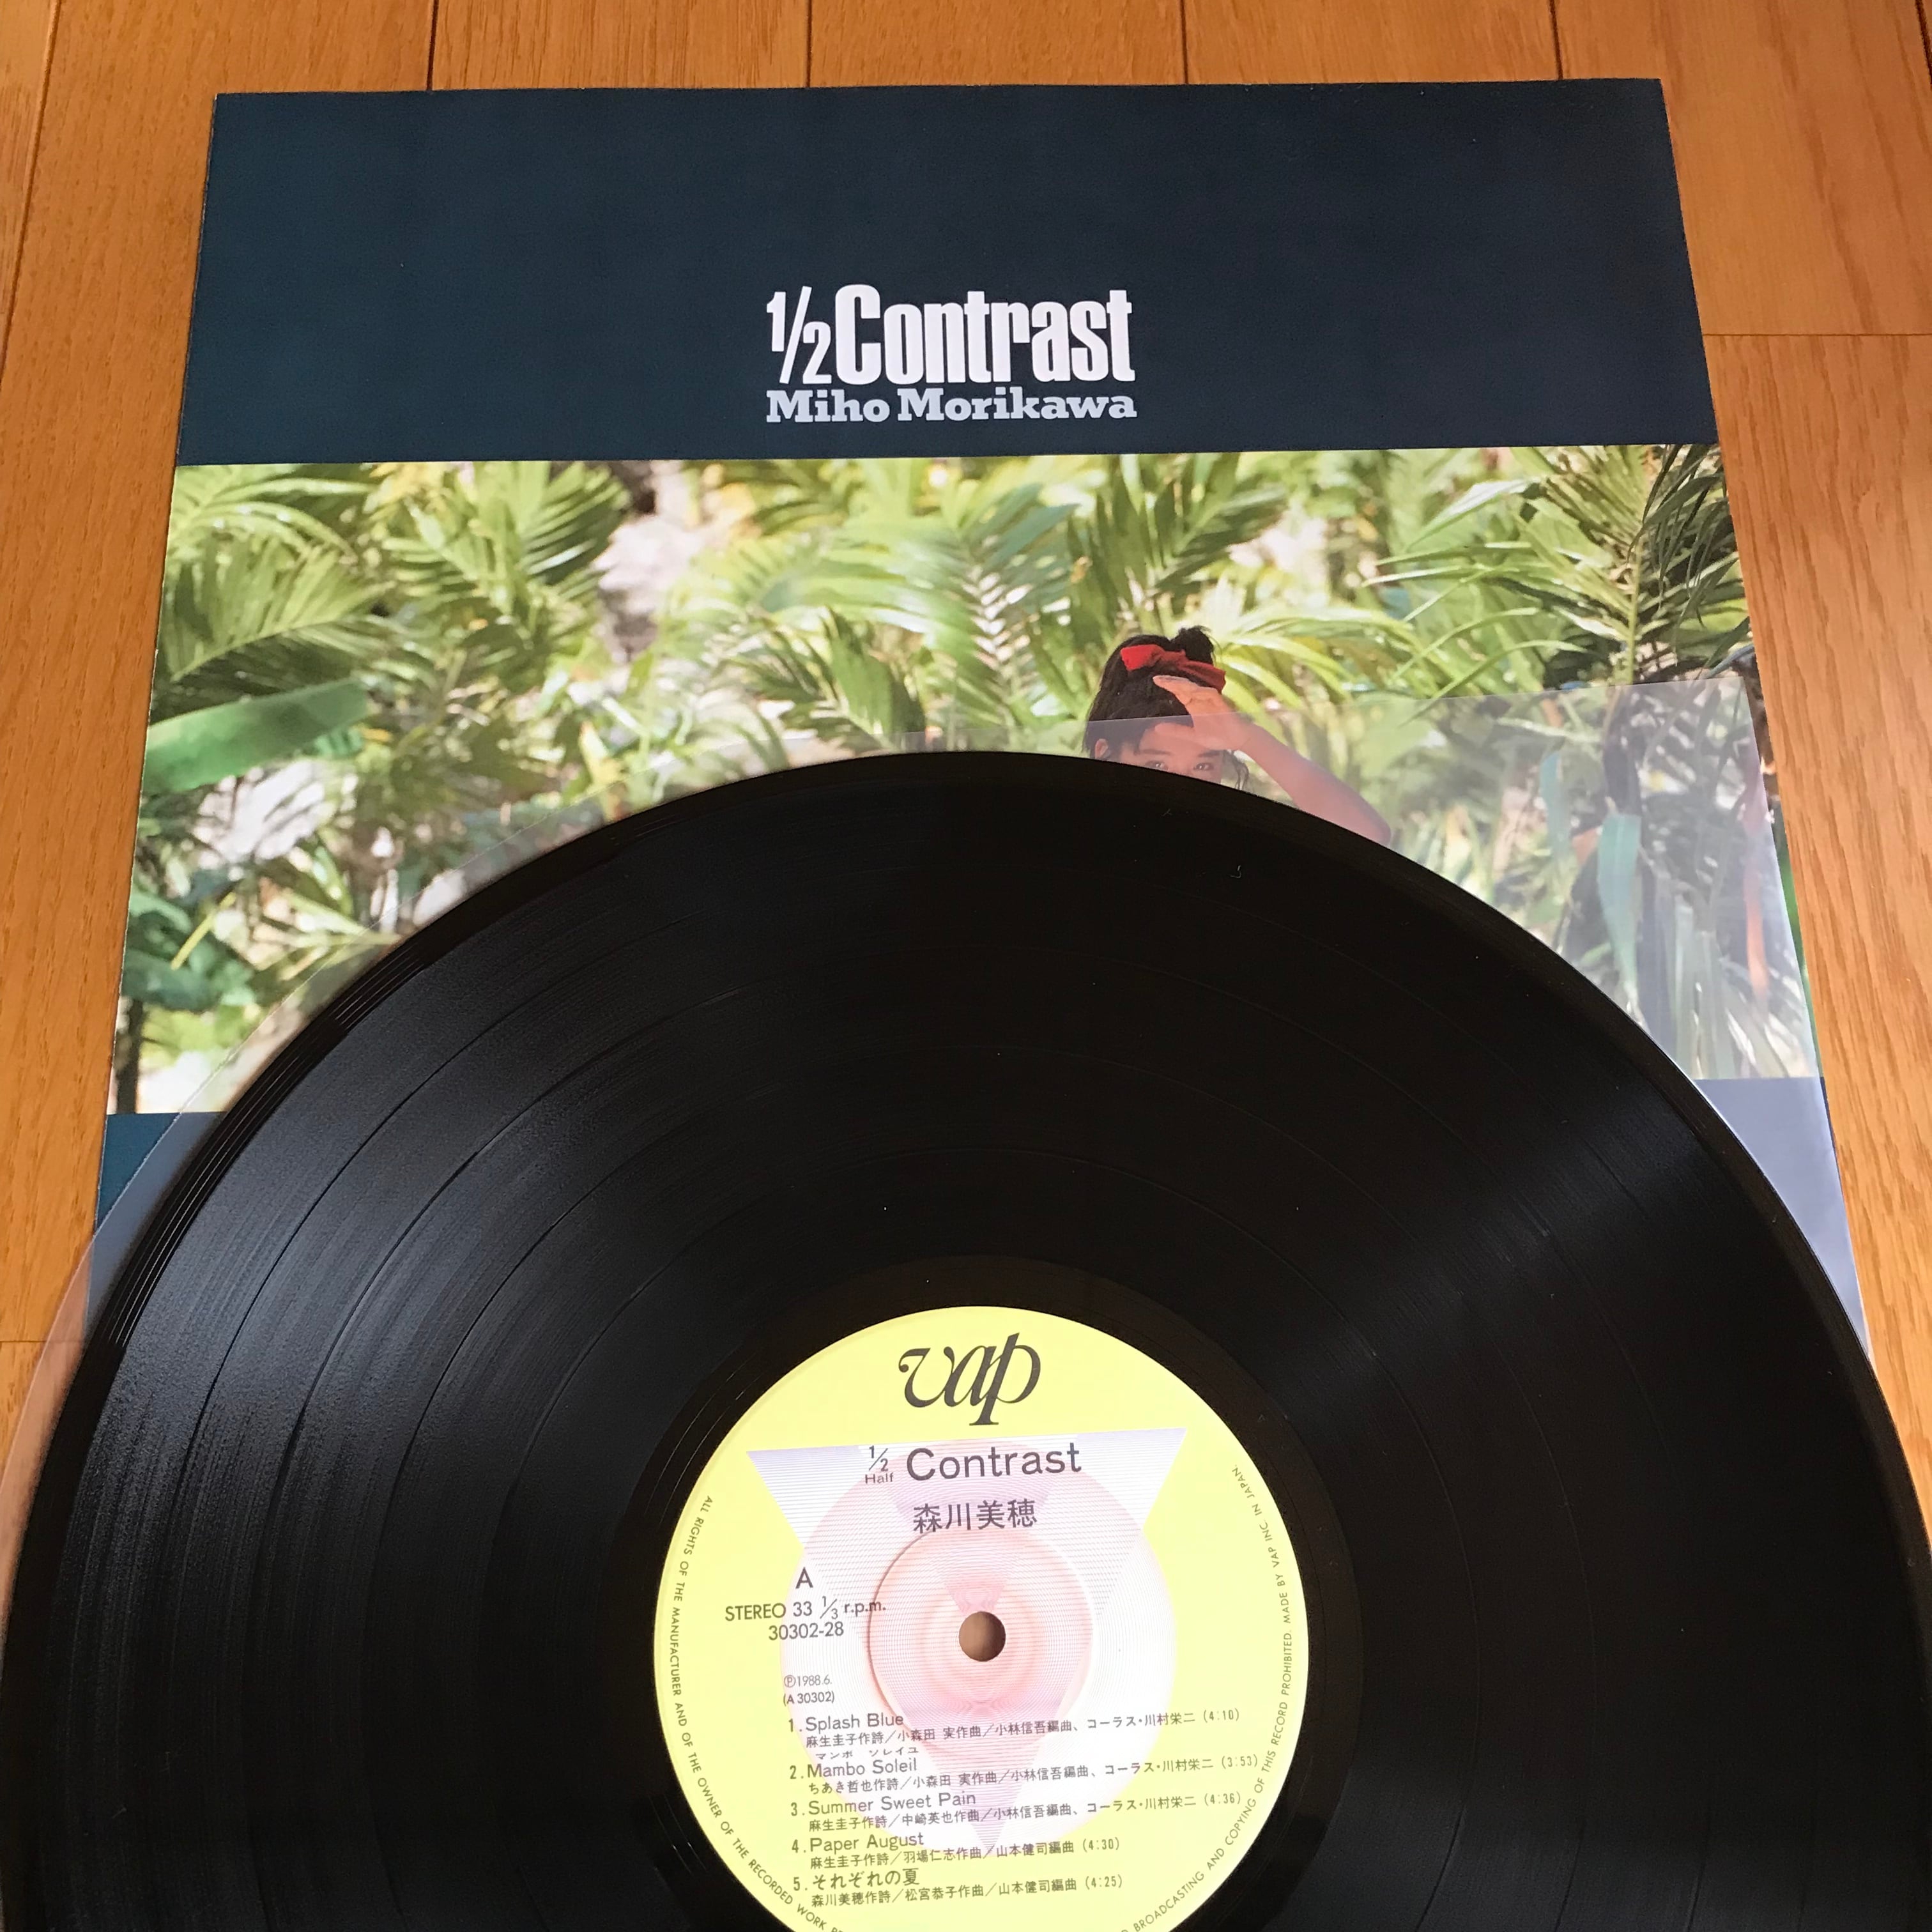 1/2 Contrast
Miho Morikawa
vap
1/2 Half Contrast
森川美穂
A
STEREO 33 1/3 r.p.m.
30302-28
Ⓟ1988.6.
(A 30302)
1.Splash Blue
麻生圭子作詩/小森田 実作曲/小林信吾編曲、コーラス・川村栄二 (4:10)
マンボ ソレイユ
2.Mambo Soleil
ちあき哲也作詩/小森田 実作曲/小林信吾編曲、コーラス・川村栄二 (3:53)
3.Summer Sweet Pain
麻生圭子作詩/中崎英也作曲/小林信吾編曲、コーラス・川村栄二 (4:36)
4.Paper August
麻生圭子作詩/羽場仁志作曲/山本健司編曲 (4:30)
5.それぞれの夏
森川美穂作詩/松宮恭子作曲/山本健司編曲 (4:25)
ALL RIGHTS OF THE MANUFACTURER AND OF THE OWNER OF THE RECORDED WORK
BROADCASTING AND COPYING OF THIS RECORD PROHIBITED. MADE BY VAP INC. IN JAPAN.